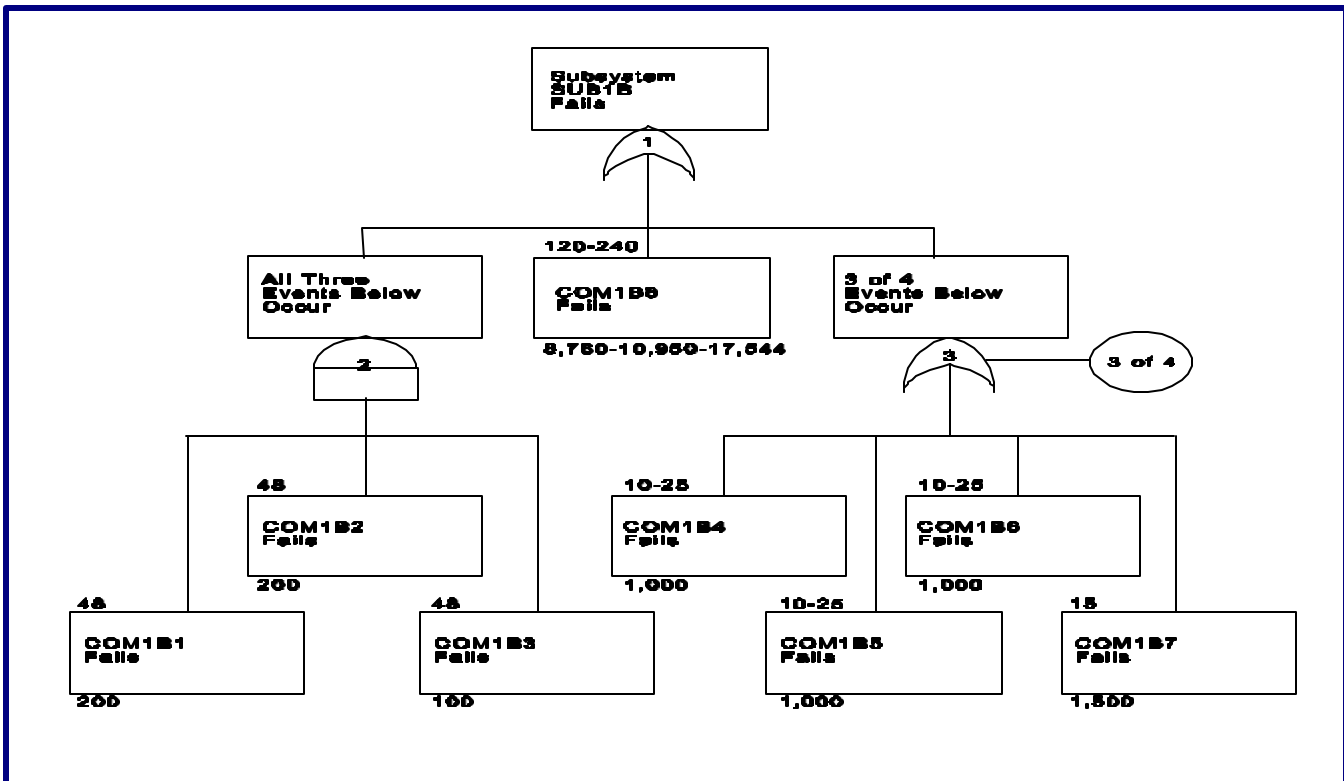 Subsystem
SUB1B
Fails
1
120-240
All Three
Events Below
Occur
Fails
3 of 4
Events Below
Occur
8,760-10,950-17,544
2
3
3 of 4
48
COM1B2
Fails
200
10-25
COM1B4
Fails
1,000
10-25
COM1B6
Fails
1,000
48
COM1B1
Fails
200
48
COM1B3
Fails
100
10-25
COM1B5
Fails
1,000
15
COM1B7
Fails
1,500